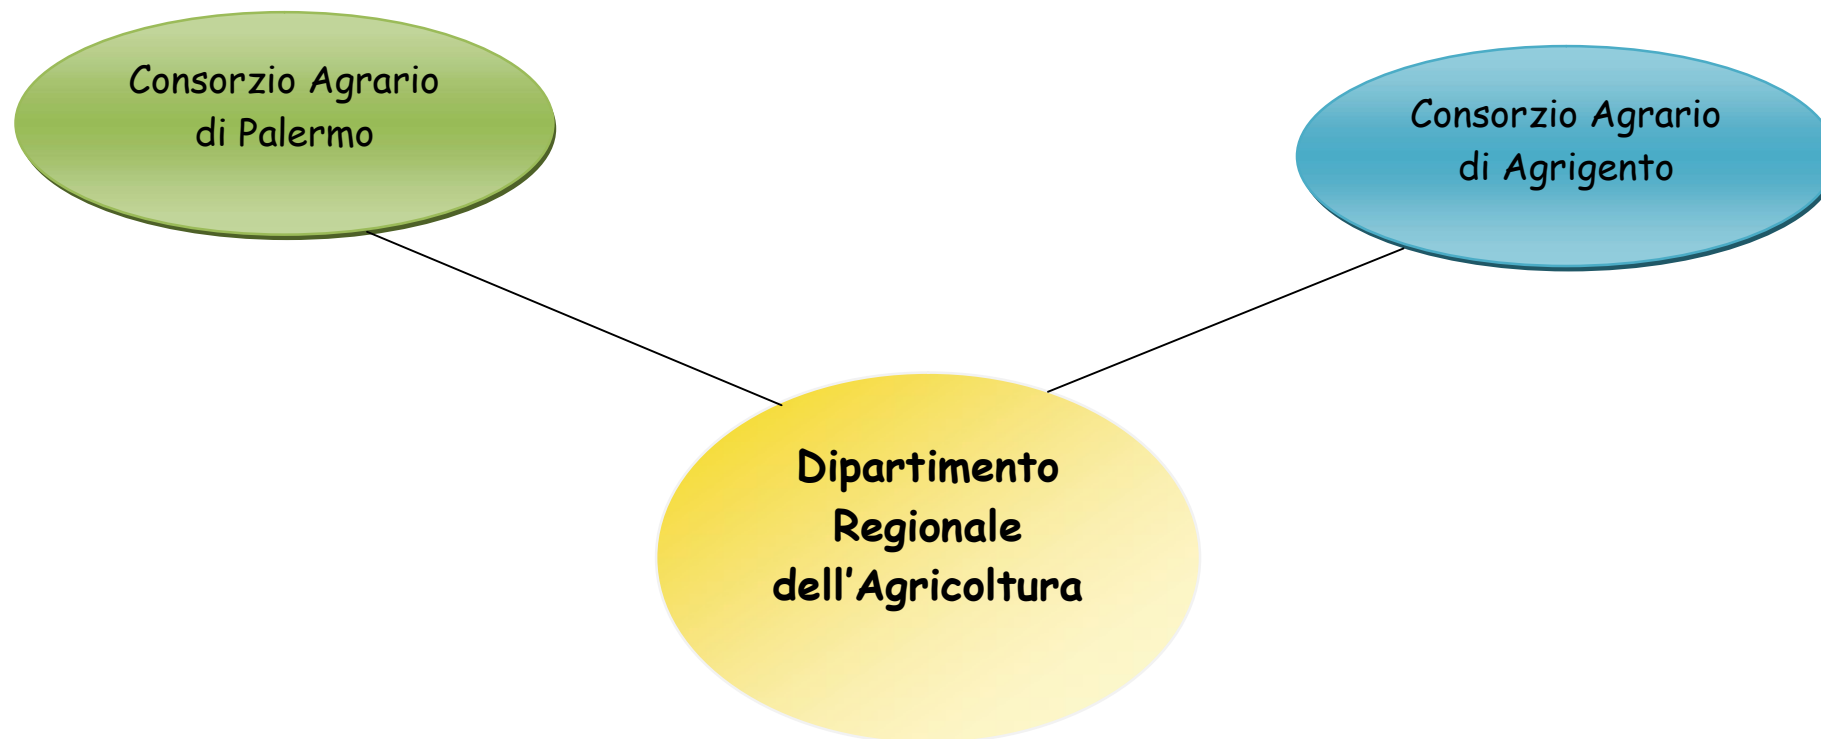 Consorzio Agrario
di Palermo
Consorzio Agrario
di Agrigento
Dipartimento
Regionale
dell'Agricoltura